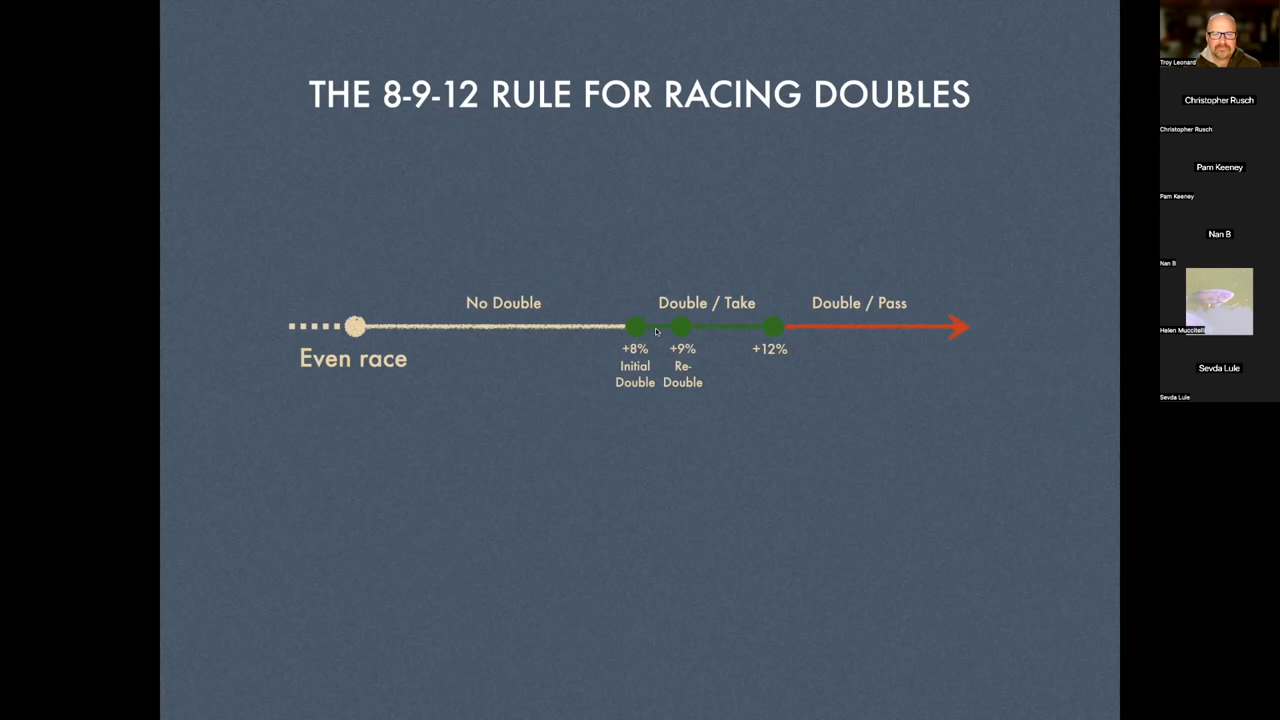 THE 8-9-12 RULE FOR RACING DOUBLES
No Double
Double / Take
Double / Pass
Even race
+8%
Initial
Double
+9%
Re-
Double
+12%
Troy Leonard
Christopher Rusch
Christopher Rusch
Pam Keeney
Pam Keeney
Nan B
Nan B
Helen Muccitelli
Sevda Lule
Sevda Lule